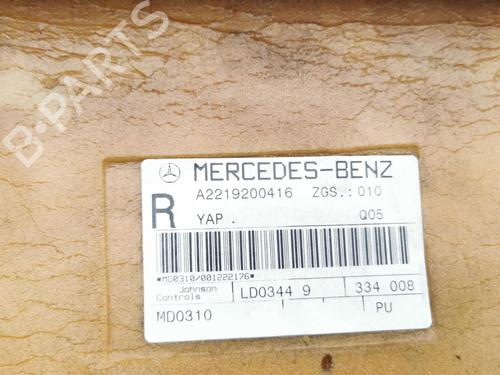 B-PARTS
MERCEDES-BENZ
A2219200416 ZGS.: 010
R YAP . Q05
*MD0310/001222176*
Johnson Controls LD0344 9 334 008
MD0310 PU